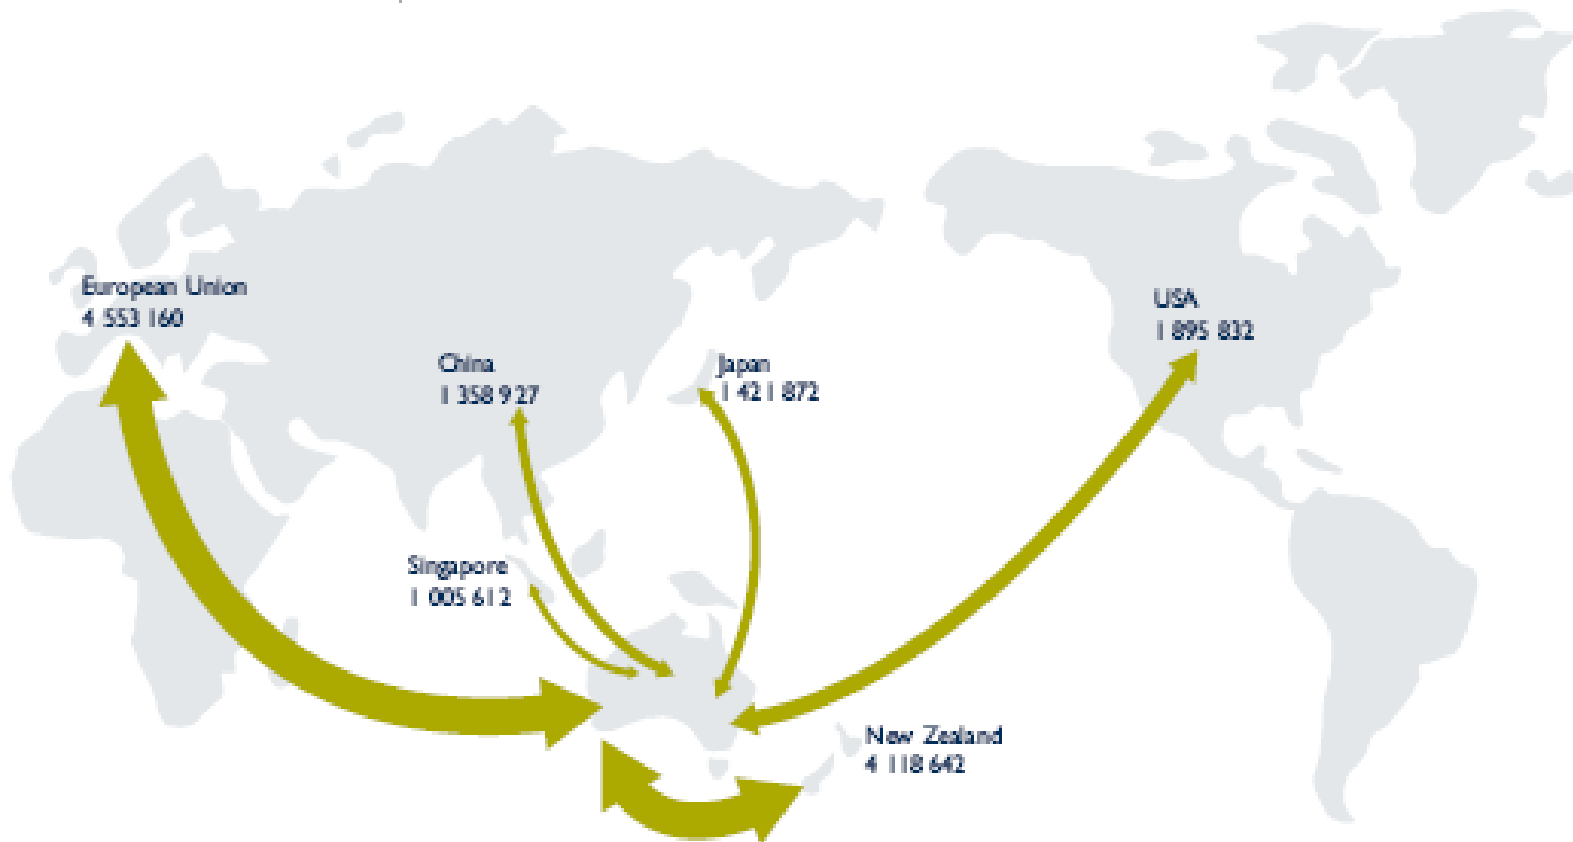 European Union
4 553 160
USA
1 895 832
China
1 358 927
Japan
1 421 872
Singapore
1 005 612
New Zealand
4 118 642